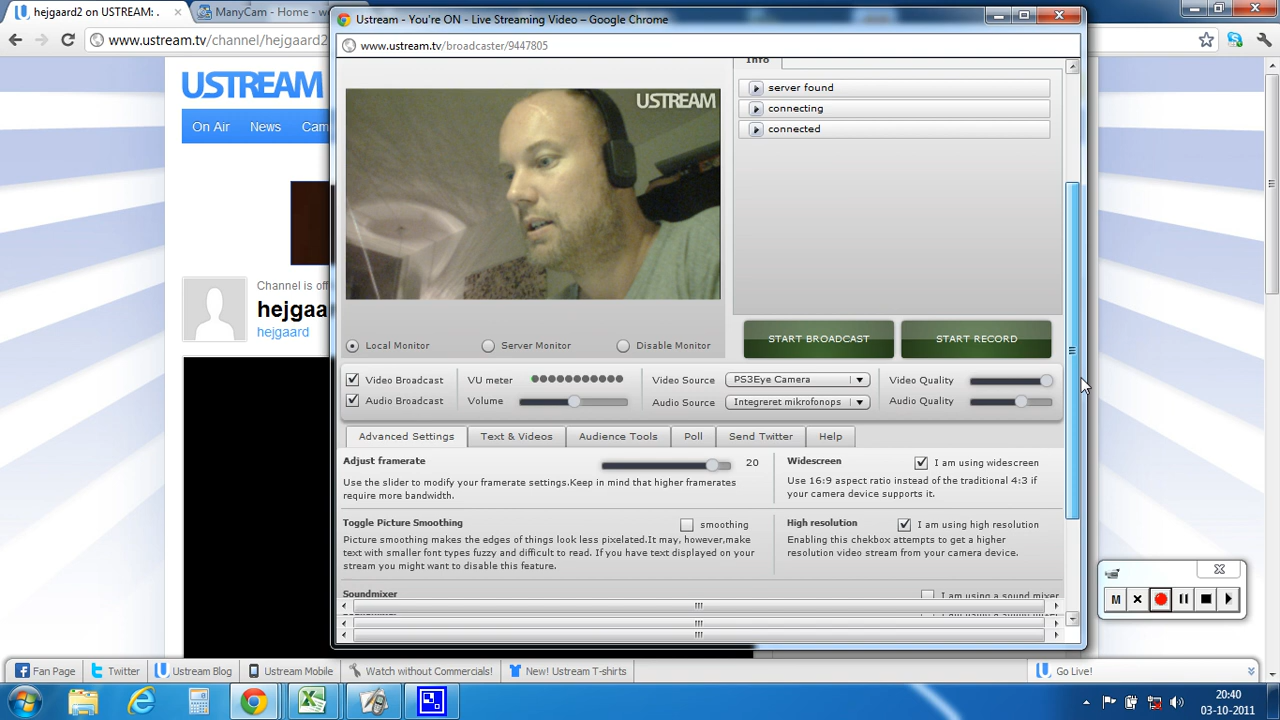 hejgaard2 on USTREAM: .
ManyCam - Home - w
Ustream - You're ON - Live Streaming Video – Google Chrome
www.ustream.tv/channel/hejgaard2
www.ustream.tv/broadcaster/9447805
USTREAM
On Air News Cam
Channel is off
hejgaa
hejgaard
USTREAM
Info
server found
connecting
connected
Local Monitor Server Monitor Disable Monitor
START BROADCAST START RECORD
Video Broadcast VU meter Video Source PS3Eye Camera Video Quality
Audio Broadcast Volume Audio Source Integreret mikrofonops Audio Quality
Advanced Settings Text & Videos Audience Tools Poll Send Twitter Help
Adjust framerate 20
Use the slider to modify your framerate settings.Keep in mind that higher framerates
require more bandwidth.
Widescreen I am using widescreen
Use 16:9 aspect ratio instead of the traditional 4:3 if
your camera device supports it.
Toggle Picture Smoothing smoothing
Picture smoothing makes the edges of things look less pixelated.It may, however,make
text with smaller font types fuzzy and difficult to read. If you have text displayed on your
stream you might want to disable this feature.
High resolution I am using high resolution
Enabling this chekbox attempts to get a higher
resolution video stream from your camera device.
Soundmixer I am using a sound mixer
M
Fan Page Twitter Ustream Blog Ustream Mobile Watch without Commercials! New! Ustream T-shirts Go Live!
20:40
03-10-2011